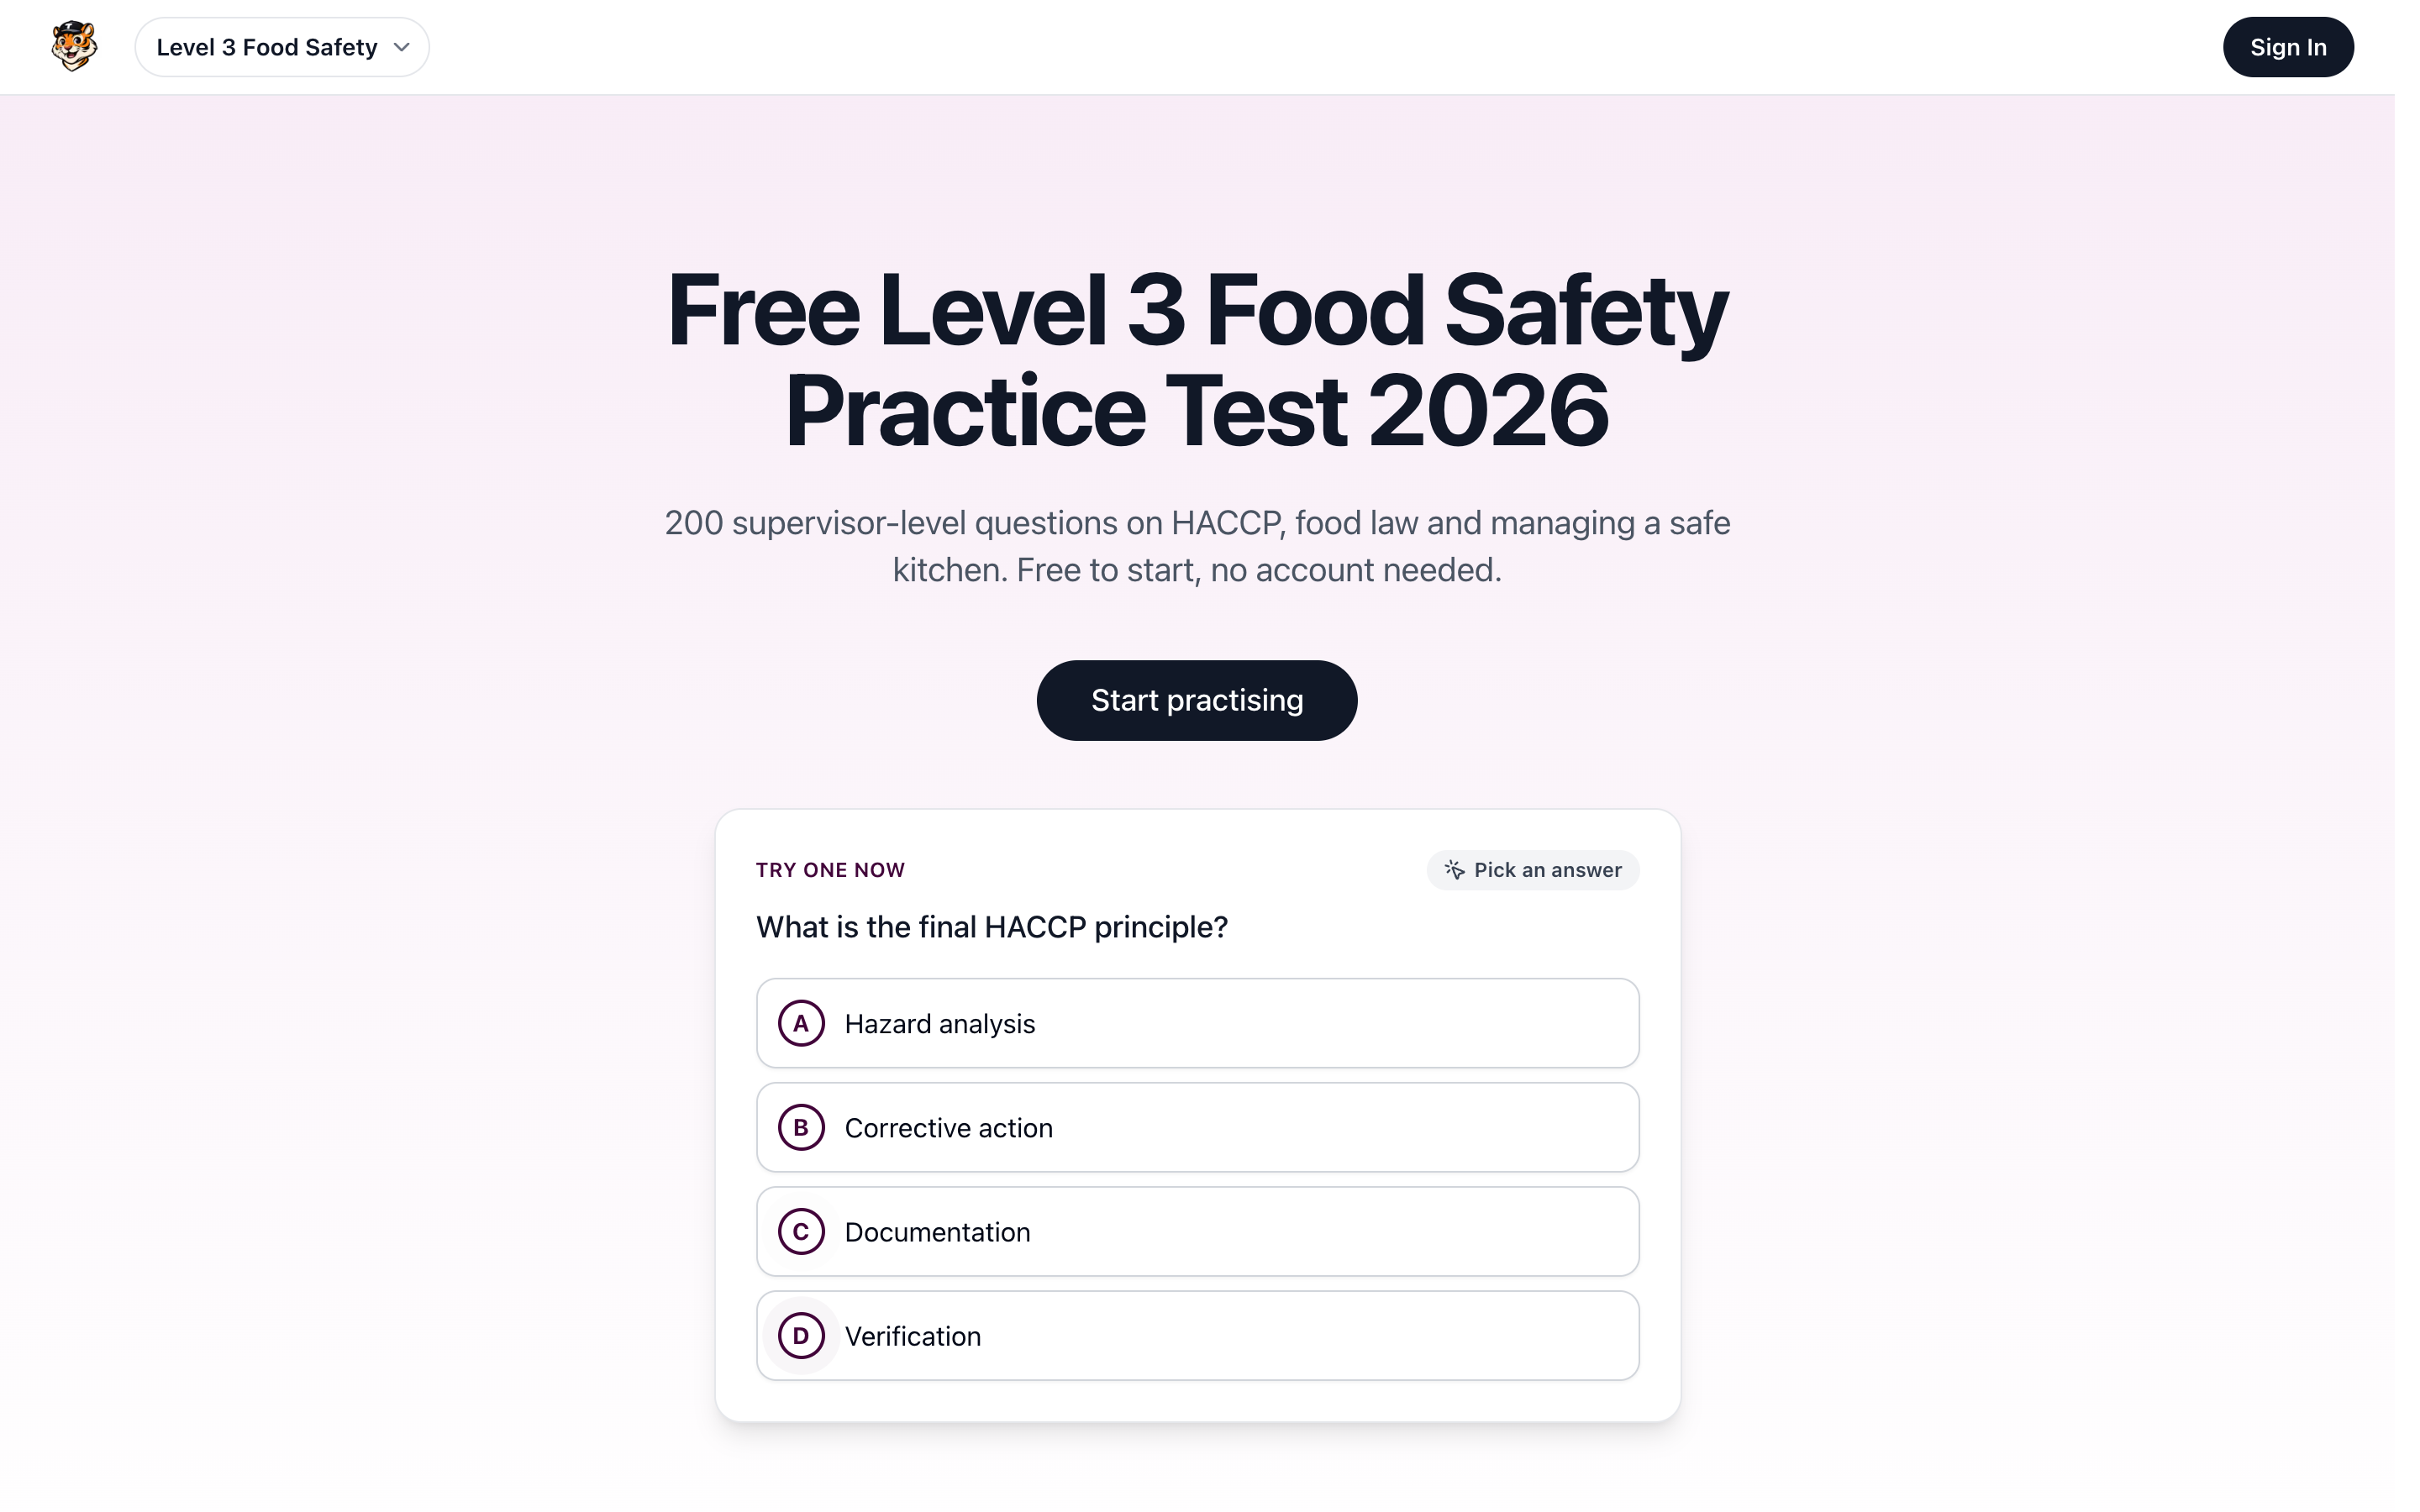 Level 3 Food Safety
Sign In
Free Level 3 Food Safety
Practice Test 2026
200 supervisor-level questions on HACCP, food law and managing a safe
kitchen. Free to start, no account needed.
Start practising
TRY ONE NOW
Pick an answer
What is the final HACCP principle?
A Hazard analysis
B Corrective action
C Documentation
D Verification